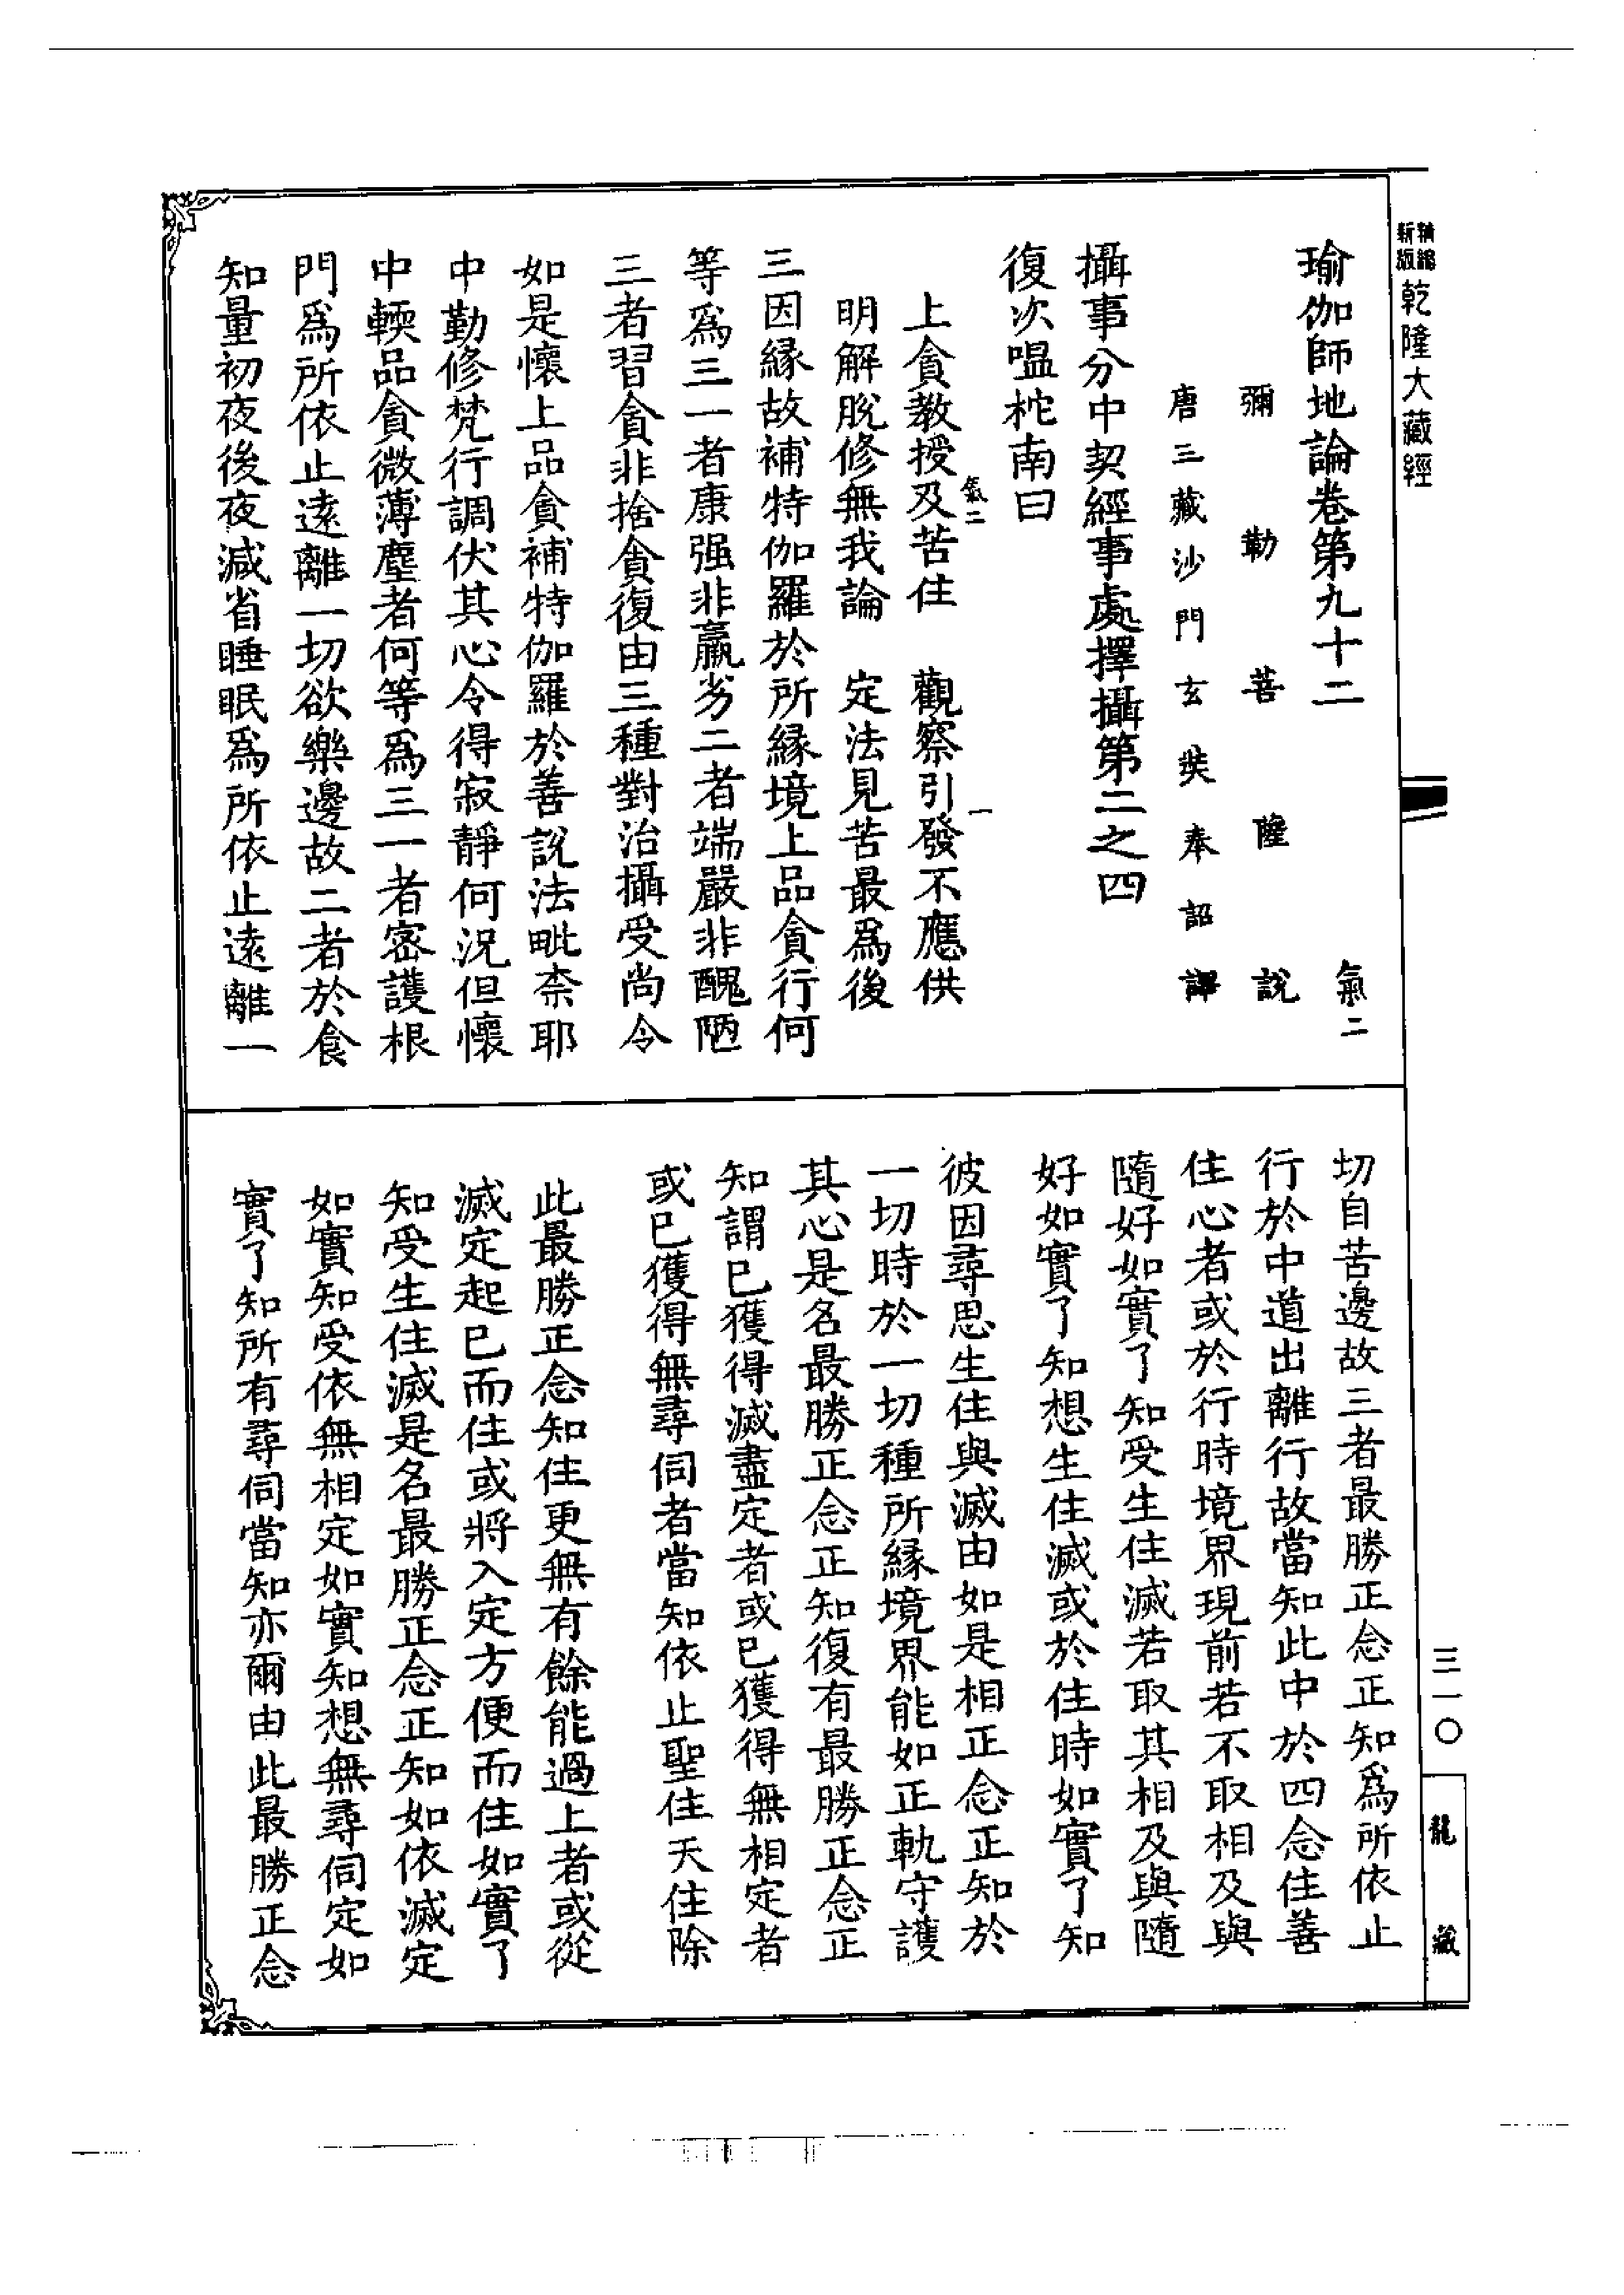 精縮新版乾隆大藏經
瑜伽師地論卷第九十二 氣二
彌勒菩薩說
唐三藏沙門玄奘奉詔譯
攝事分中契經事處擇攝第二之四
復次嗢柁南曰
氣二 一
上貪教授及苦住 觀察引發不應供
明解脫修無我論 定法見苦最爲後
三因緣故補特伽羅於所緣境上品貪行何
等爲三一者康强非羸劣二者端嚴非醜陋
三者習貪非捨貪復由三種對治攝受尚令
如是懷上品貪補特伽羅於善說法毗柰耶
中勤修梵行調伏其心令得寂靜何況但懷
中輭品貪微薄塵者何等爲三一者密護根
門爲所依止遠離一切欲樂邊故二者於食
知量初夜後夜減省睡眠爲所依止遠離一
切自苦邊故三者最勝正念正知爲所依止
行於中道出離行故當知此中於四念住善
住心者或於行時境界現前若不取相及與
隨好如實了知受生住滅若取其相及與隨
好如實了知想生住滅或於住時如實了知
彼因尋思生住與滅由如是相正念正知於
一切時於一切種所緣境界能如正軌守護
其心是名最勝正念正知復有最勝正念正
知謂已獲得滅盡定者或已獲得無相定者
或已獲得無尋伺者當知依止聖住天住除
此最勝正念知住更無有餘能過上者或從
滅定起已而住或將入定方便而住如實了
知受生住滅是名最勝正念正知如依滅定
如實知受依無相定如實知想無尋伺定如
實了知所有尋伺當知亦爾由此最勝正念
三一〇
龍藏